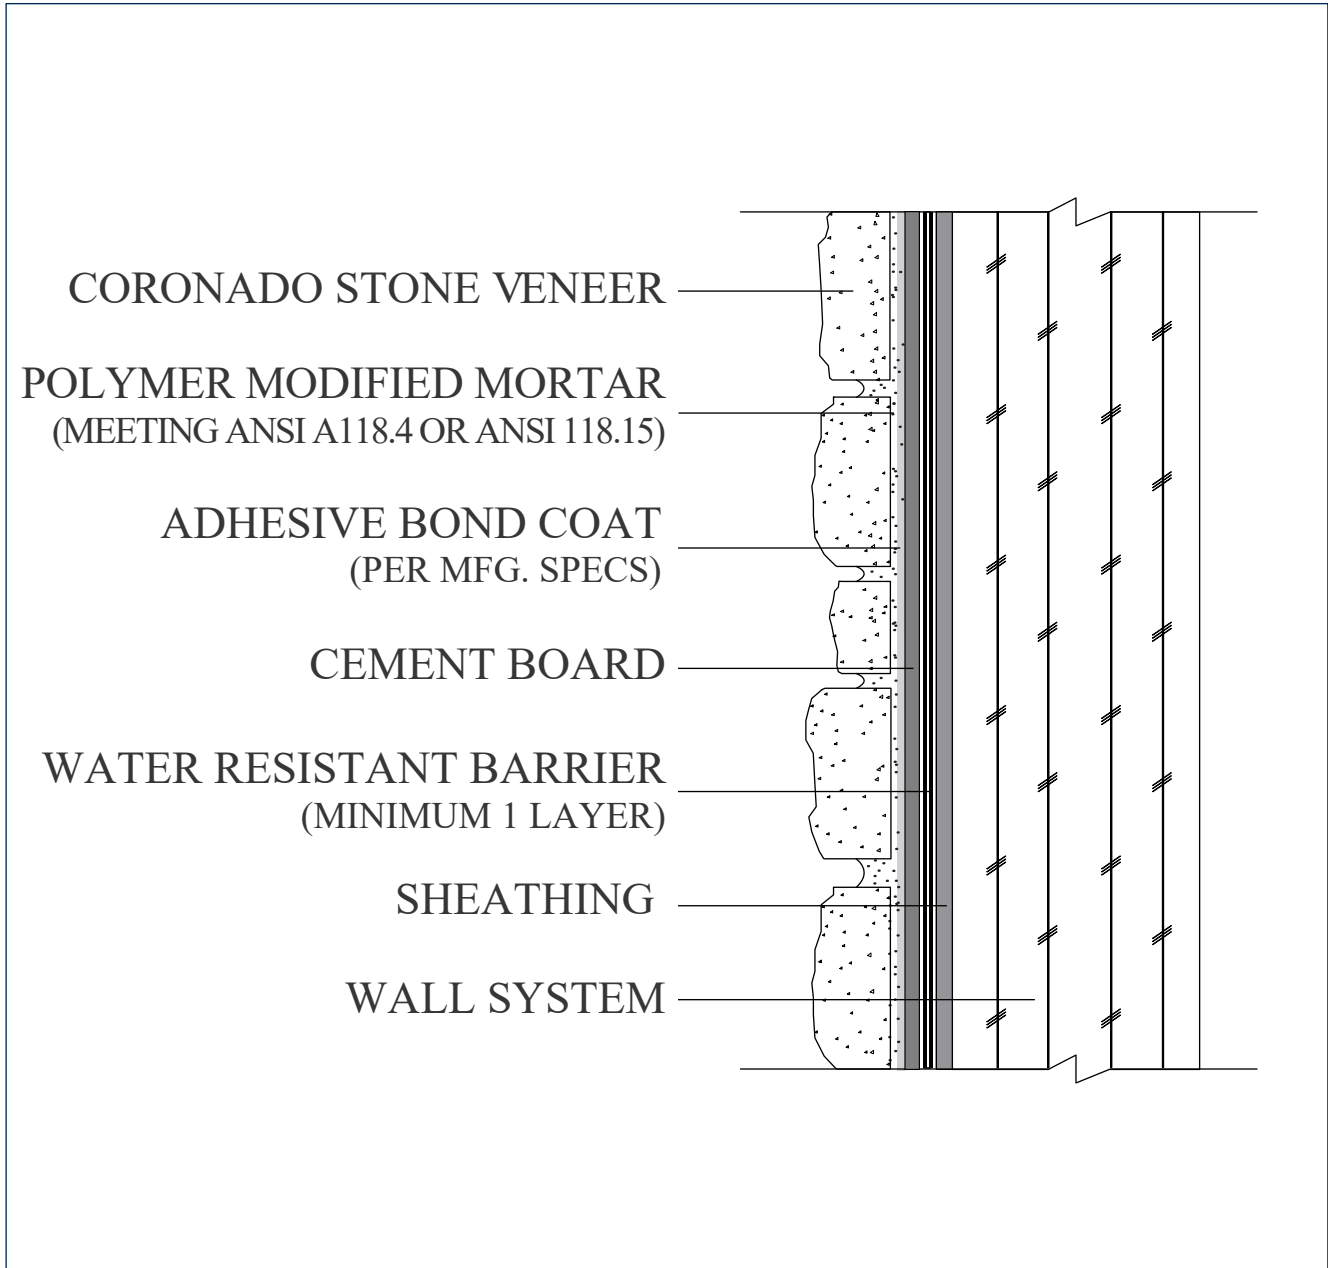 CORONADO STONE VENEER
POLYMER MODIFIED MORTAR
(MEETING ANSI A118.4 OR ANSI 118.15)
ADHESIVE BOND COAT
(PER MFG. SPECS)
CEMENT BOARD
WATER RESISTANT BARRIER
(MINIMUM 1 LAYER)
SHEATHING
WALL SYSTEM